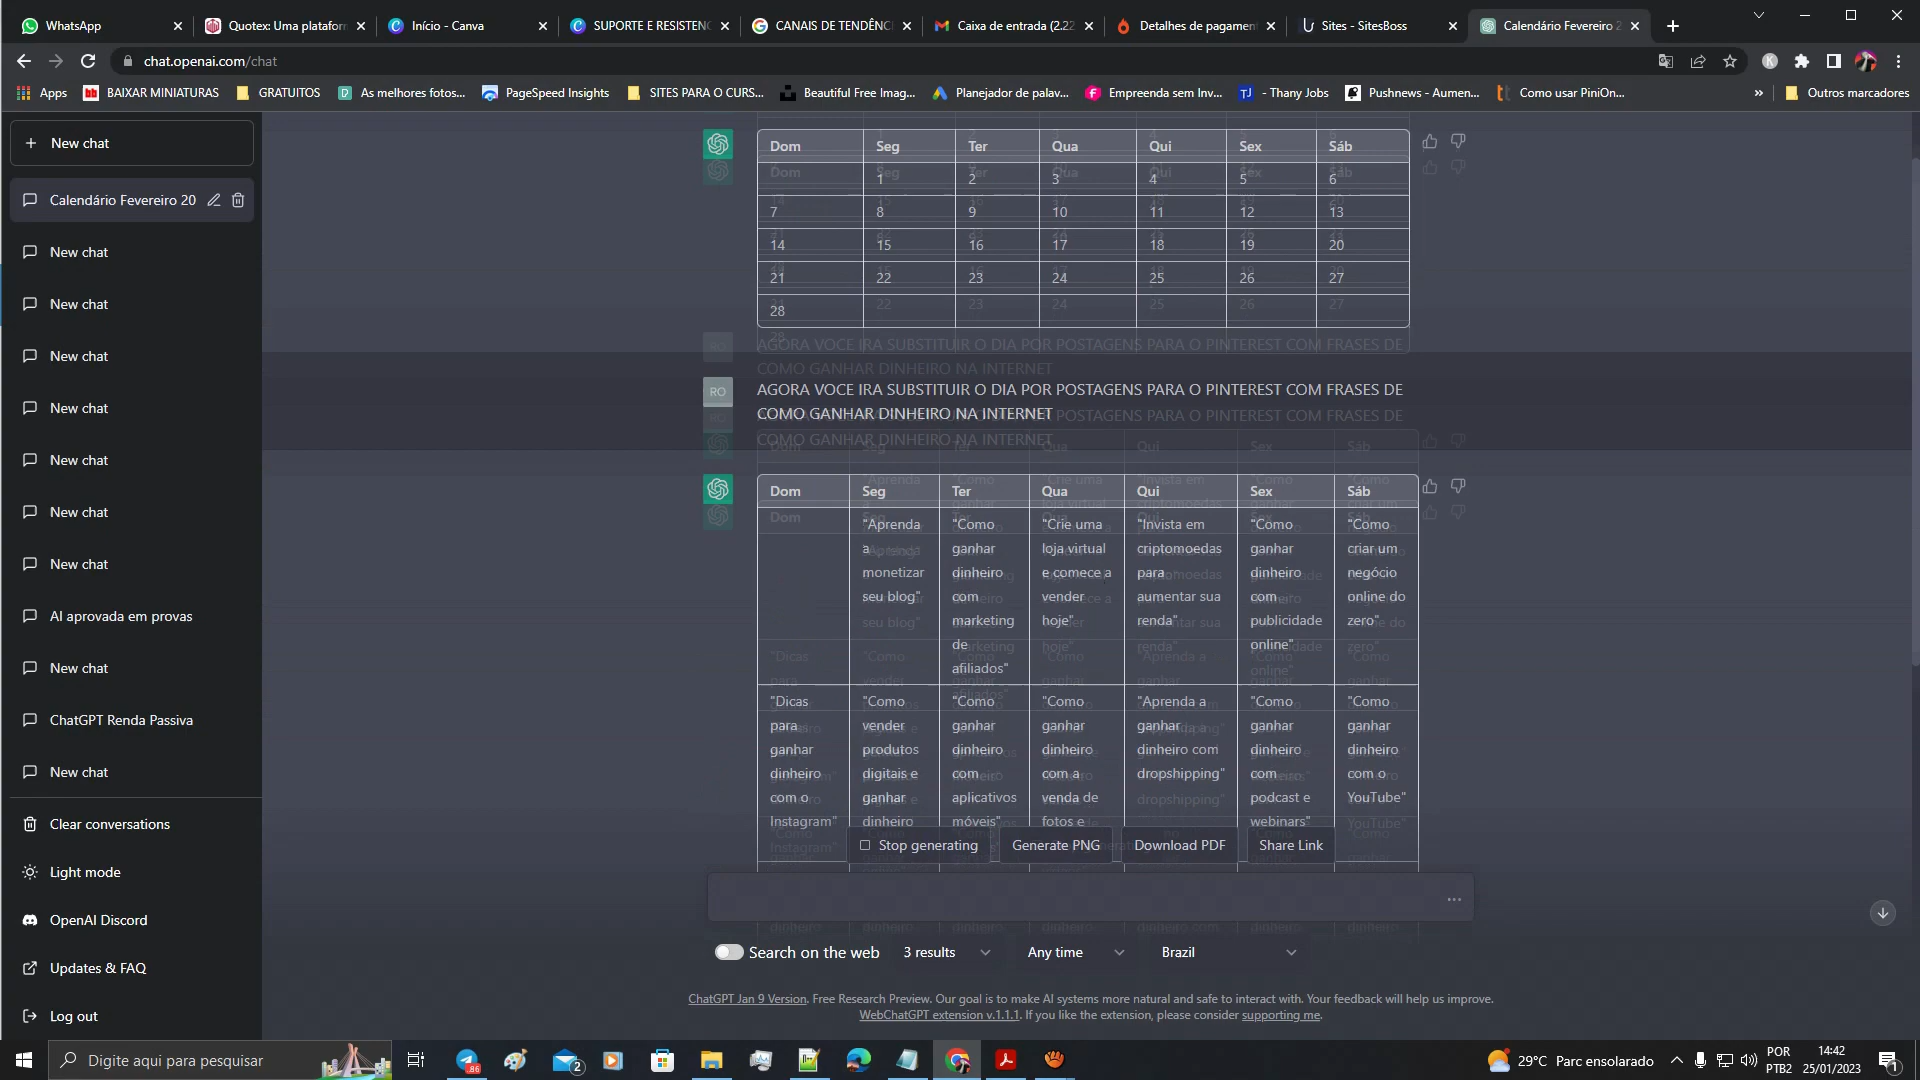 WhatsApp
Quotex: Uma plataforn
Início - Canva
SUPORTE E RESISTENC
CANAIS DE TENDÊNC
Caixa de entrada (2.22
Detalhes de pagamen
Sites - SitesBoss
Calendário Fevereiro 2
chat.openai.com/chat
Apps
BAIXAR MINIATURAS
GRATUITOS
As melhores fotos...
PageSpeed Insights
SITES PARA O CURS...
Beautiful Free Imag...
Planejador de palav...
Empreenda sem Inv...
- Thany Jobs
Pushnews - Aumen...
Como usar PiniOn...
Outros marcadores
New chat
Calendário Fevereiro 20
New chat
New chat
New chat
New chat
New chat
New chat
New chat
AI aprovada em provas
New chat
ChatGPT Renda Passiva
New chat
Clear conversations
Light mode
OpenAI Discord
Updates & FAQ
Log out
Dom Seg Ter Qua Qui Sex Sáb
1 2 3 4 5 6
7 8 9 10 11 12 13
14 15 16 17 18 19 20
21 22 23 24 25 26 27
28
RO
AGORA VOCE IRA SUBSTITUIR O DIA POR POSTAGENS PARA O PINTEREST COM FRASES DE
COMO GANHAR DINHEIRO NA INTERNET
Dom Seg Ter Qua Qui Sex Sáb
"Aprenda
a
monetizar
seu blog"
"Como
ganhar
dinheiro
com
marketing
de
afiliados"
"Crie uma
loja virtual
e comece a
vender
hoje"
"Invista em
criptomoedas
para
aumentar sua
renda"
"Como
ganhar
dinheiro
com
publicidade
online"
"Como
criar um
negócio
online do
zero"
"Dicas
para
ganhar
dinheiro
com o
Instagram"
"Como
vender
produtos
digitais e
ganhar
dinheiro
"Como
ganhar
dinheiro
com
aplicativos
móveis"
"Como
ganhar
dinheiro
com a
venda de
fotos e
"Aprenda a
ganhar
dinheiro com
dropshipping"
"Como
ganhar
dinheiro
com
podcast e
webinars"
"Como
ganhar
dinheiro
com o
YouTube"
Stop generating
Generate PNG
Download PDF
Share Link
Search on the web
3 results
Any time
Brazil
ChatGPT Jan 9 Version. Free Research Preview. Our goal is to make AI systems more natural and safe to interact with. Your feedback will help us improve.
WebChatGPT extension v.1.1.1. If you like the extension, please consider supporting me.
Digite aqui para pesquisar
29°C Parc ensolarado
POR
PTB2
14:42
25/01/2023